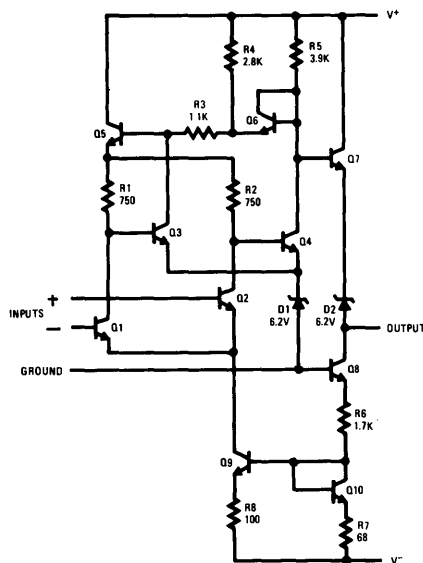 V+
R4
2.8K
R5
3.9K
R3
1.1K
Q6
Q5
Q7
R1
750
R2
750
Q3
Q4
INPUTS
+
−
Q1
Q2
D1
6.2V
D2
6.2V
OUTPUT
GROUND
Q8
R6
1.7K
Q9
Q10
R8
100
R7
68
V−